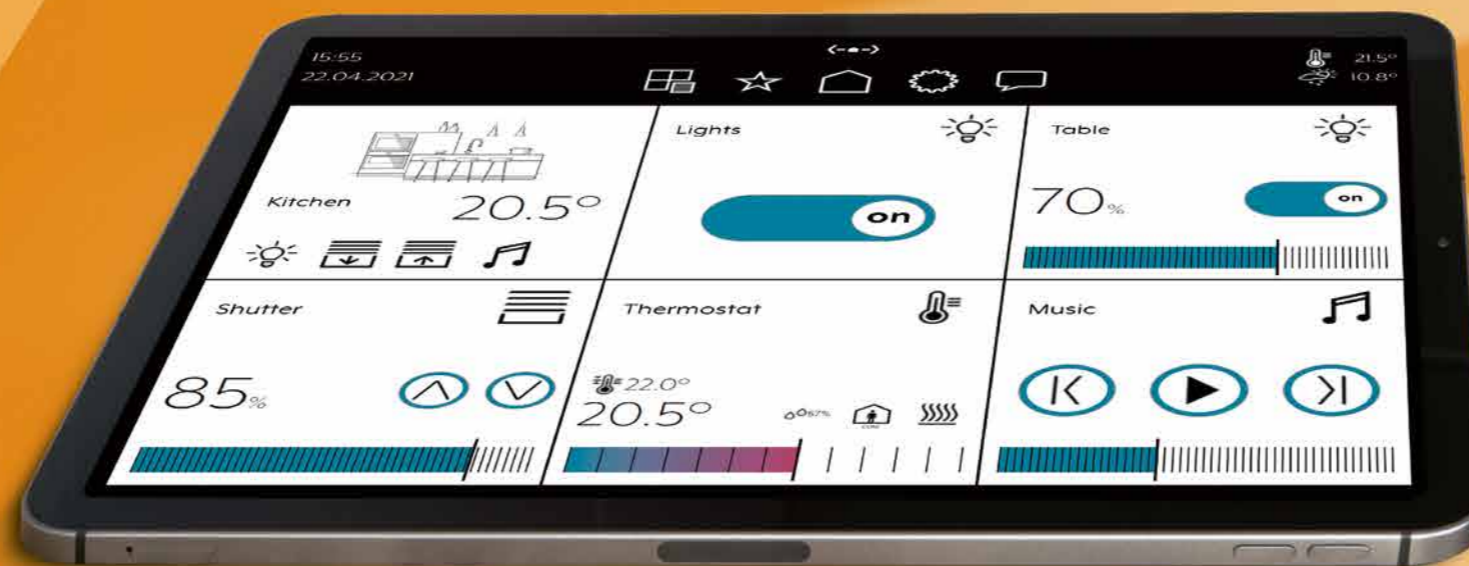 15:55
22.04.2021
21.5°
10.8°
Kitchen
20.5°
Lights
on
Table
70%
on
Shutter
85%
Thermostat
22.0°
20.5°
57%
Music